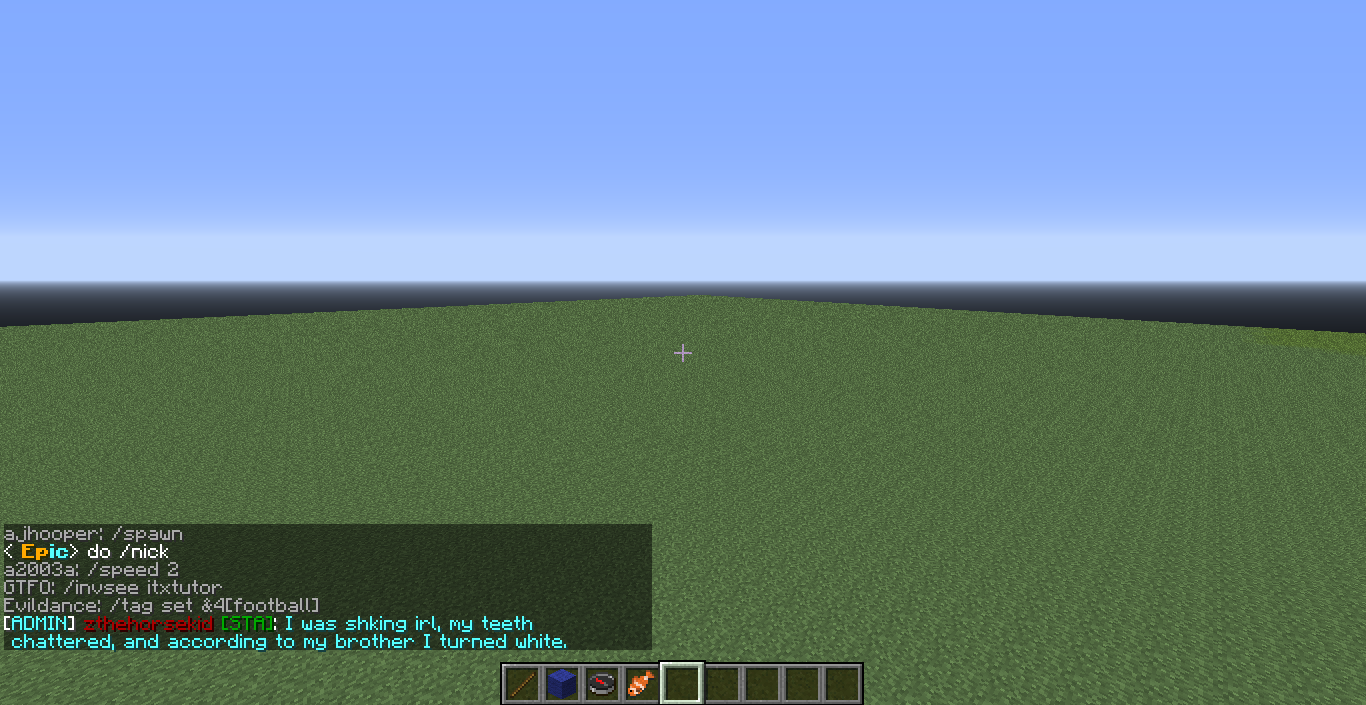 ajhooper: /spawn
< Epic> do /nick
a2003a: /speed 2
GTFO: /invsee itxtutor
Evildance: /tag set &4[football]
[ADMIN] zthehorsekid [STA]: I was shking irl, my teeth
chattered, and according to my brother I turned white.